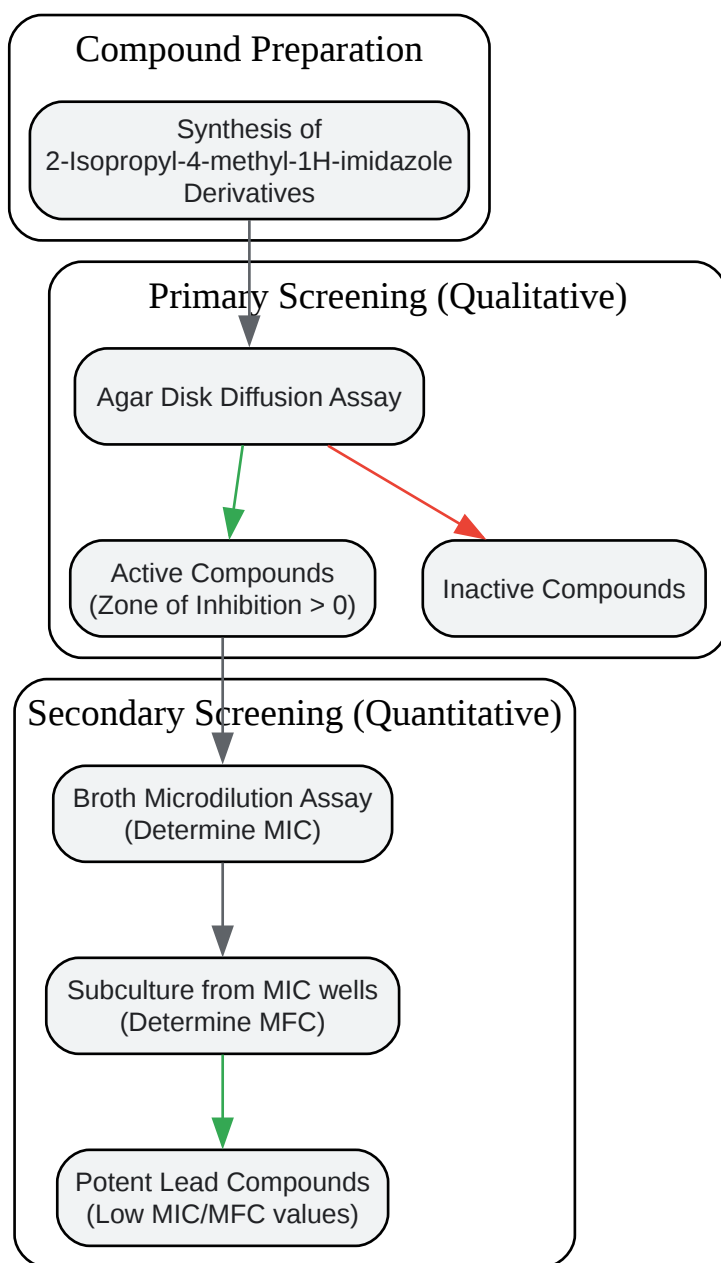 Compound Preparation
Synthesis of
2-Isopropyl-4-methyl-1H-imidazole
Derivatives
Primary Screening (Qualitative)
Agar Disk Diffusion Assay
Active Compounds
(Zone of Inhibition > 0)
Inactive Compounds
Secondary Screening (Quantitative)
Broth Microdilution Assay
(Determine MIC)
Subculture from MIC wells
(Determine MFC)
Potent Lead Compounds
(Low MIC/MFC values)